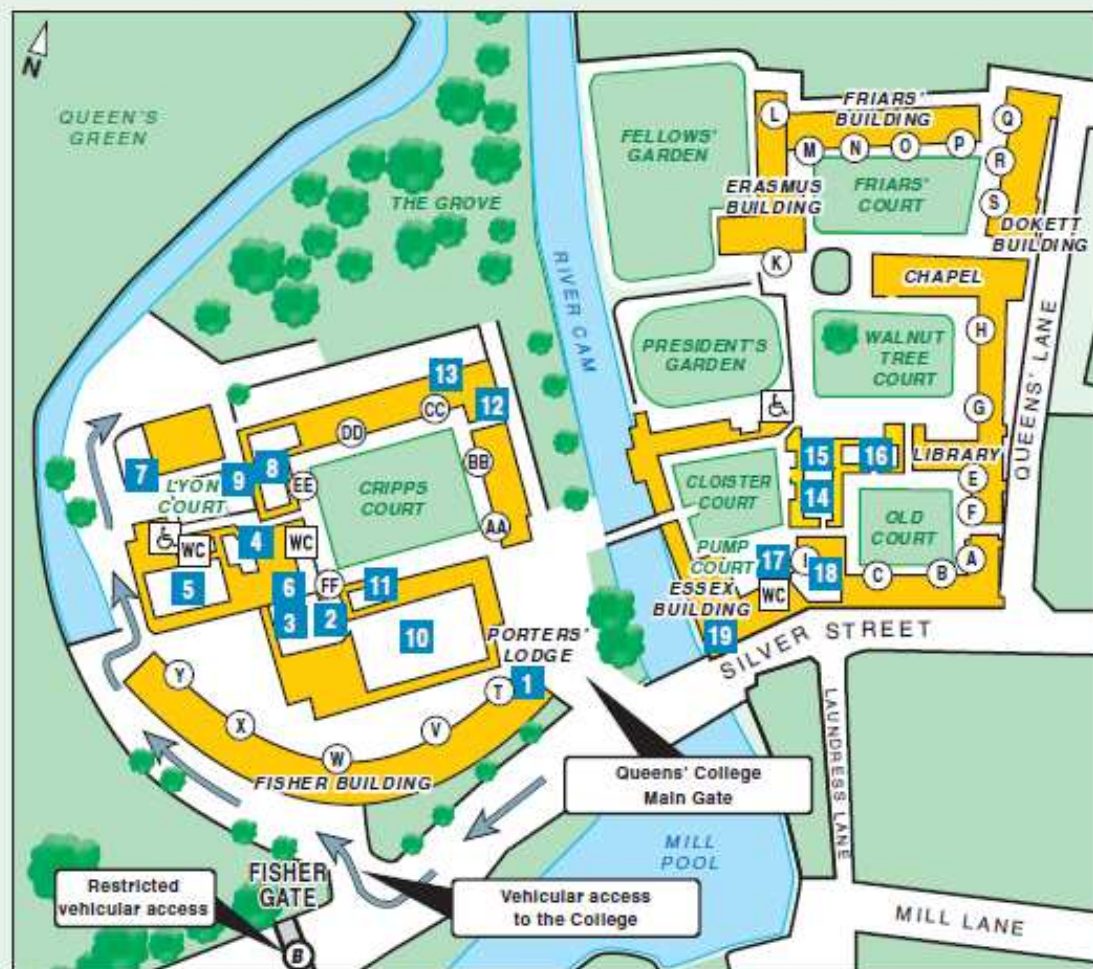 N
QUEEN'S
GREEN
THE GROVE
RIVER CAM
FELLOWS'
GARDEN
L
FRIARS'
BUILDING
Q
M
N
O
P
R
ERASMUS
BUILDING
FRIARS'
COURT
S
DOKETT
BUILDING
K
CHAPEL
PRESIDENT'S
GARDEN
WALNUT
TREE
COURT
H
G
QUEENS' LANE
13
12
CC
DD
BB
7
8
9
EE
LYON
COURT
CRIPPS
COURT
AA
WC
4
WC
5
6
FF
11
3
2
10
15
16
LIBRARY
E
CLOISTER
COURT
14
F
OLD
COURT
PUMP
COURT
17
I
18
C
B
A
ESSEX
BUILDING
WC
19
SILVER STREET
PORTERS'
LODGE
1
Y
T
X
V
W
FISHER BUILDING
Queens' College
Main Gate
LAUNDRESS LANE
MILL
POOL
FISHER
GATE
Restricted
vehicular access
Vehicular access
to the College
MILL LANE
B